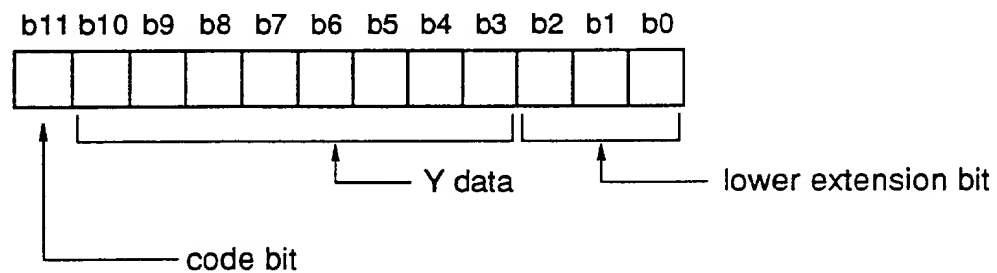 b11 b10 b9 b8 b7 b6 b5 b4 b3 b2 b1 b0
Y data
lower extension bit
code bit